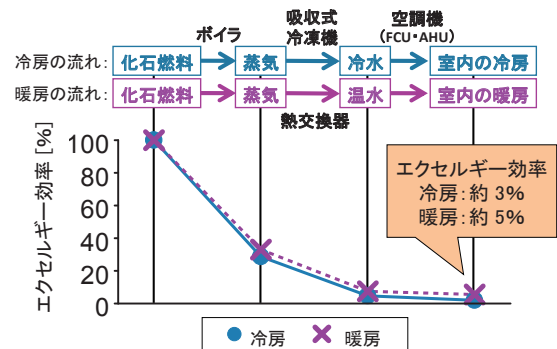 ボイラ
吸収式
冷凍機
空調機
(FCU・AHU)
冷房の流れ: 化石燃料 蒸気 冷水 室内の冷房
暖房の流れ: 化石燃料 蒸気 温水 室内の暖房
熱交換器
エクセルギー効率 [%]
100
80
60
40
20
0
エクセルギー効率
冷房:約 3%
暖房:約 5%
冷房 暖房